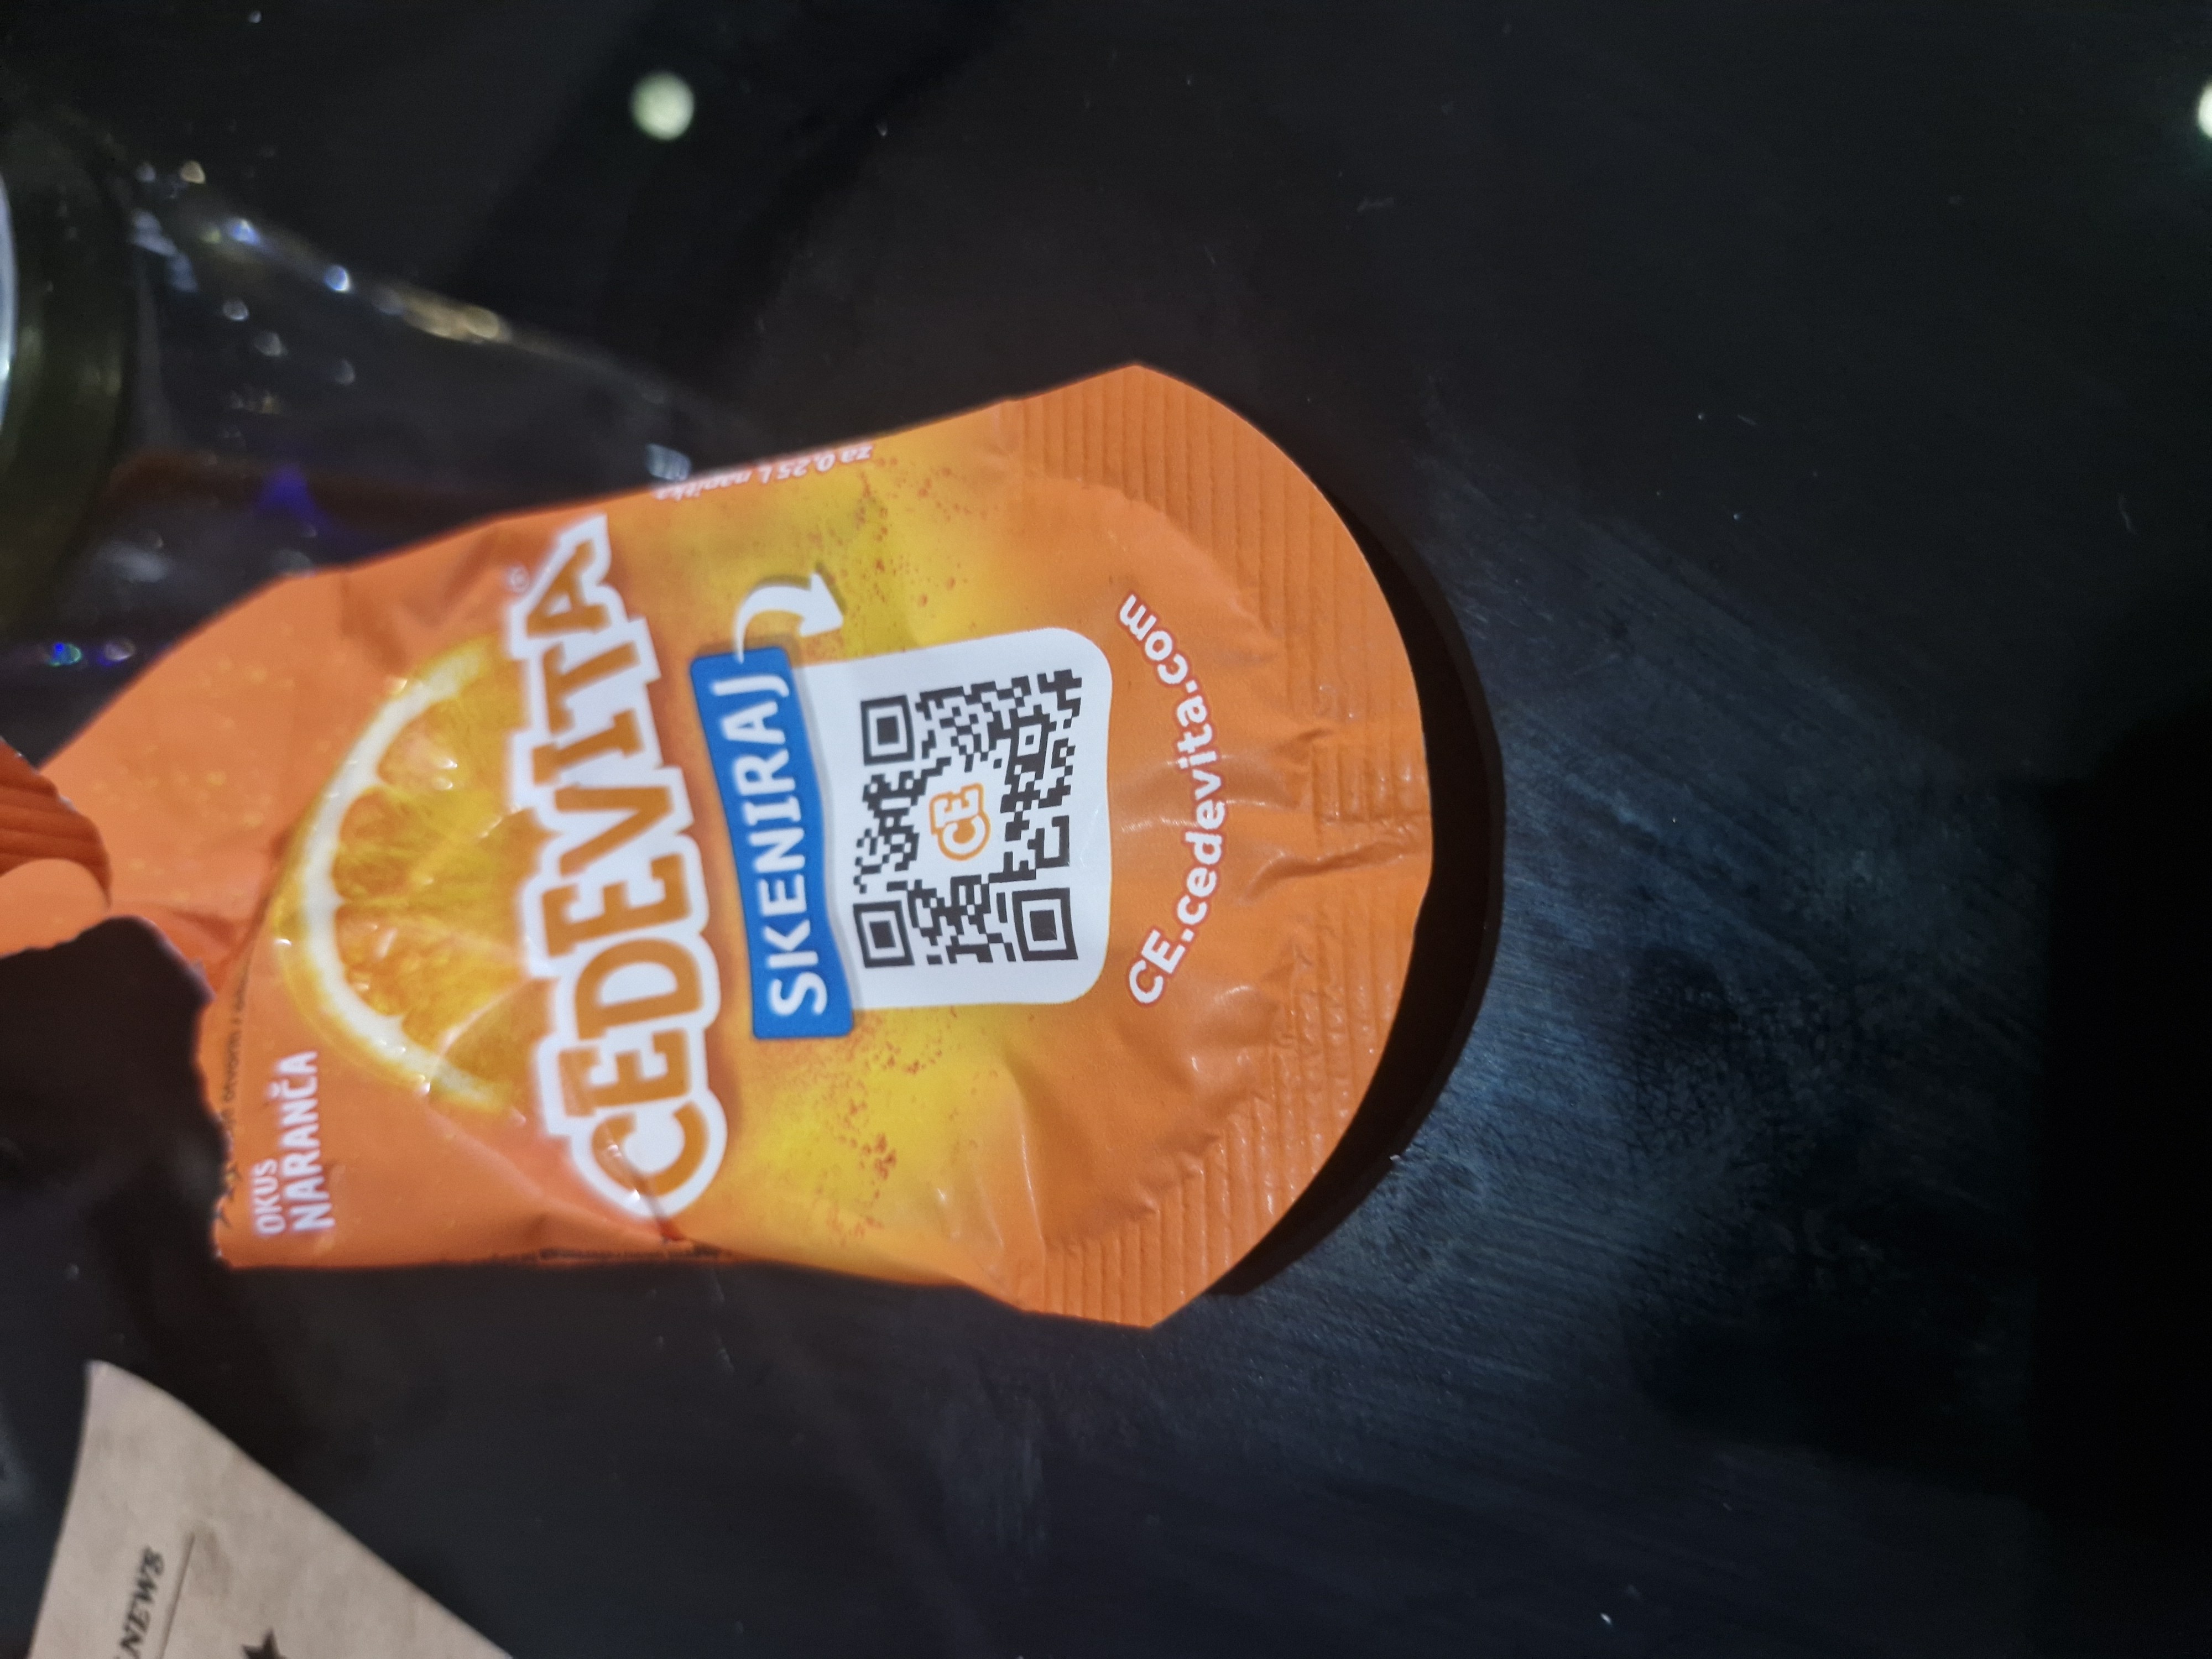 OKUS
NARANČA
CEDEVITA®
SKENIRAJ
za 0,25 L napitka
CE
CE.cedevita.com
NEWS